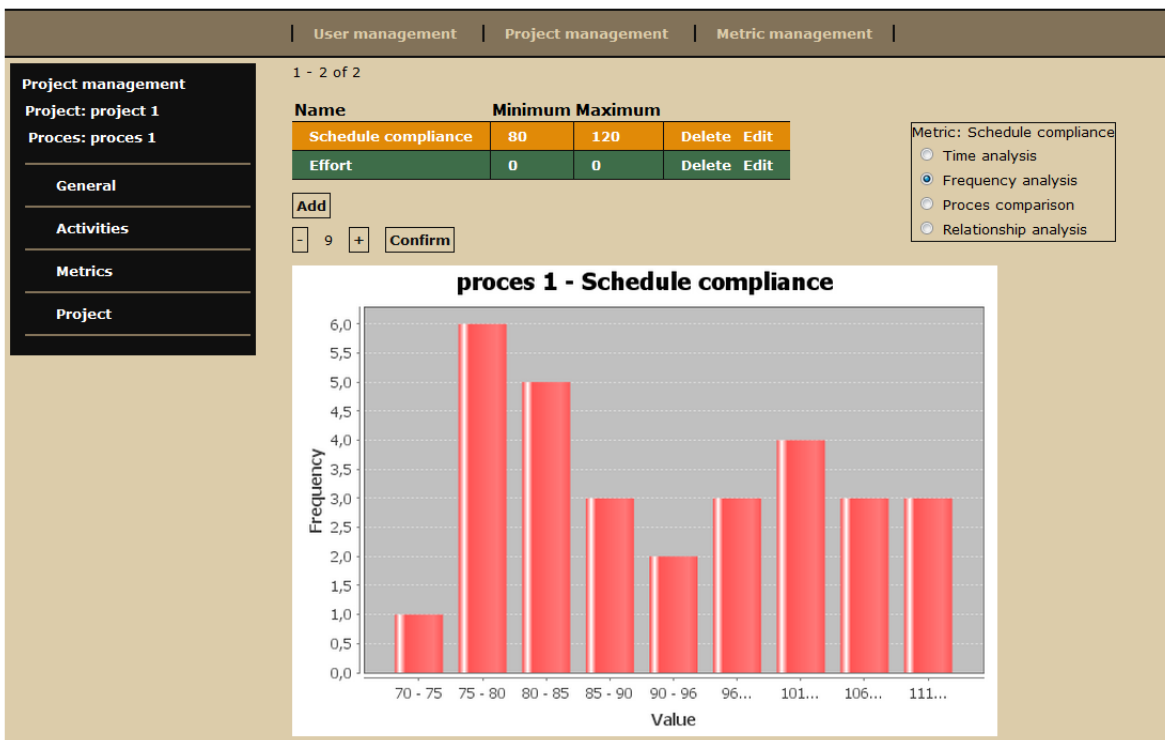 User management | Project management | Metric management |
Project management
Project: project 1
Proces: proces 1
General
Activities
Metrics
Project
1 - 2 of 2
Name Minimum Maximum
Schedule compliance 80 120 Delete Edit
Effort 0 0 Delete Edit
Add
- 9 + Confirm
Metric: Schedule compliance
Time analysis
Frequency analysis
Proces comparison
Relationship analysis
proces 1 - Schedule compliance
Frequency
6,0
5,5
5,0
4,5
4,0
3,5
3,0
2,5
2,0
1,5
1,0
0,5
0,0
70 - 75 75 - 80 80 - 85 85 - 90 90 - 96 96... 101... 106... 111...
Value